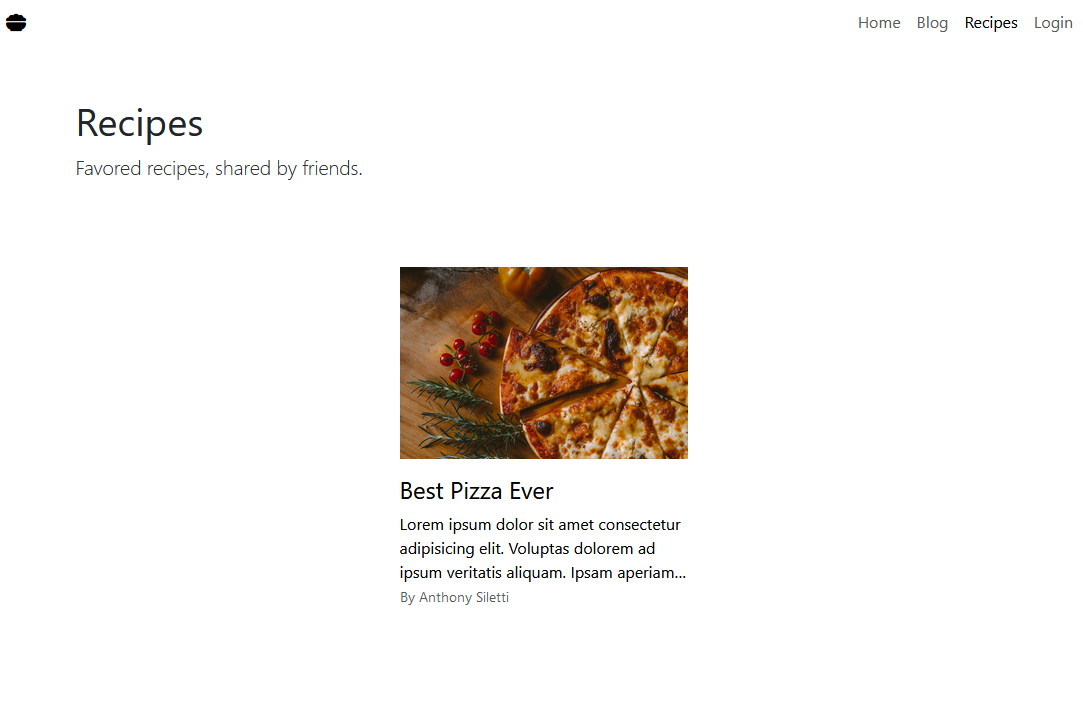 Home Blog Recipes Login
Recipes
Favored recipes, shared by friends.
Best Pizza Ever
Lorem ipsum dolor sit amet consectetur
adipisicing elit. Voluptas dolorem ad
ipsum veritatis aliquam. Ipsam aperiam...
By Anthony Siletti